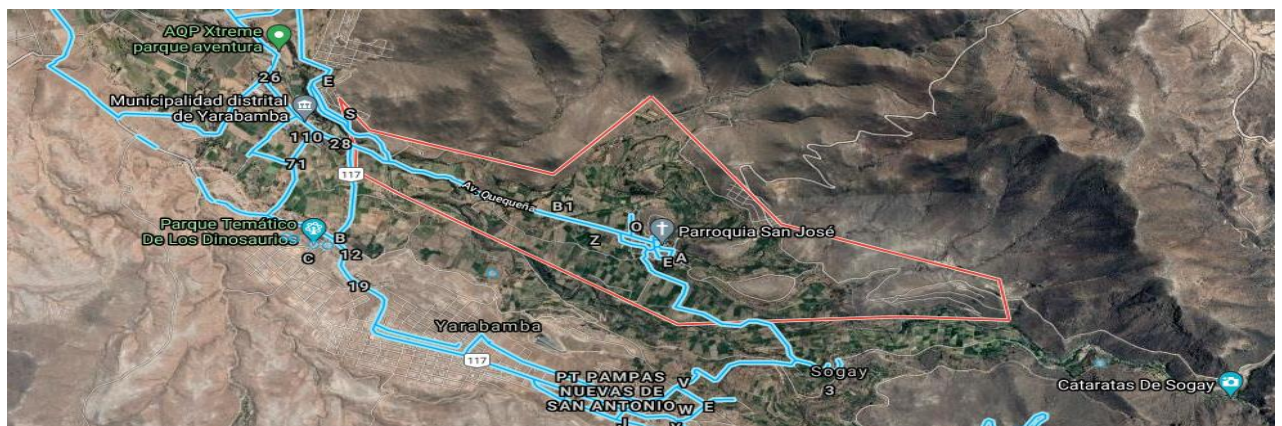 AQP Xtreme
parque aventura
26
E
Municipalidad distrital
de Yarabamba
S
110
28
71
117
Av. Quequeña
B1
Parque Temático
De Los Dinosaurios
B
C
12
O
Z
Parroquia San José
E
A
19
Yarabamba
117
Sogay
3
Cataratas De Sogay
PT PAMPAS
NUEVAS DE
SAN ANTONIO
V
W
E